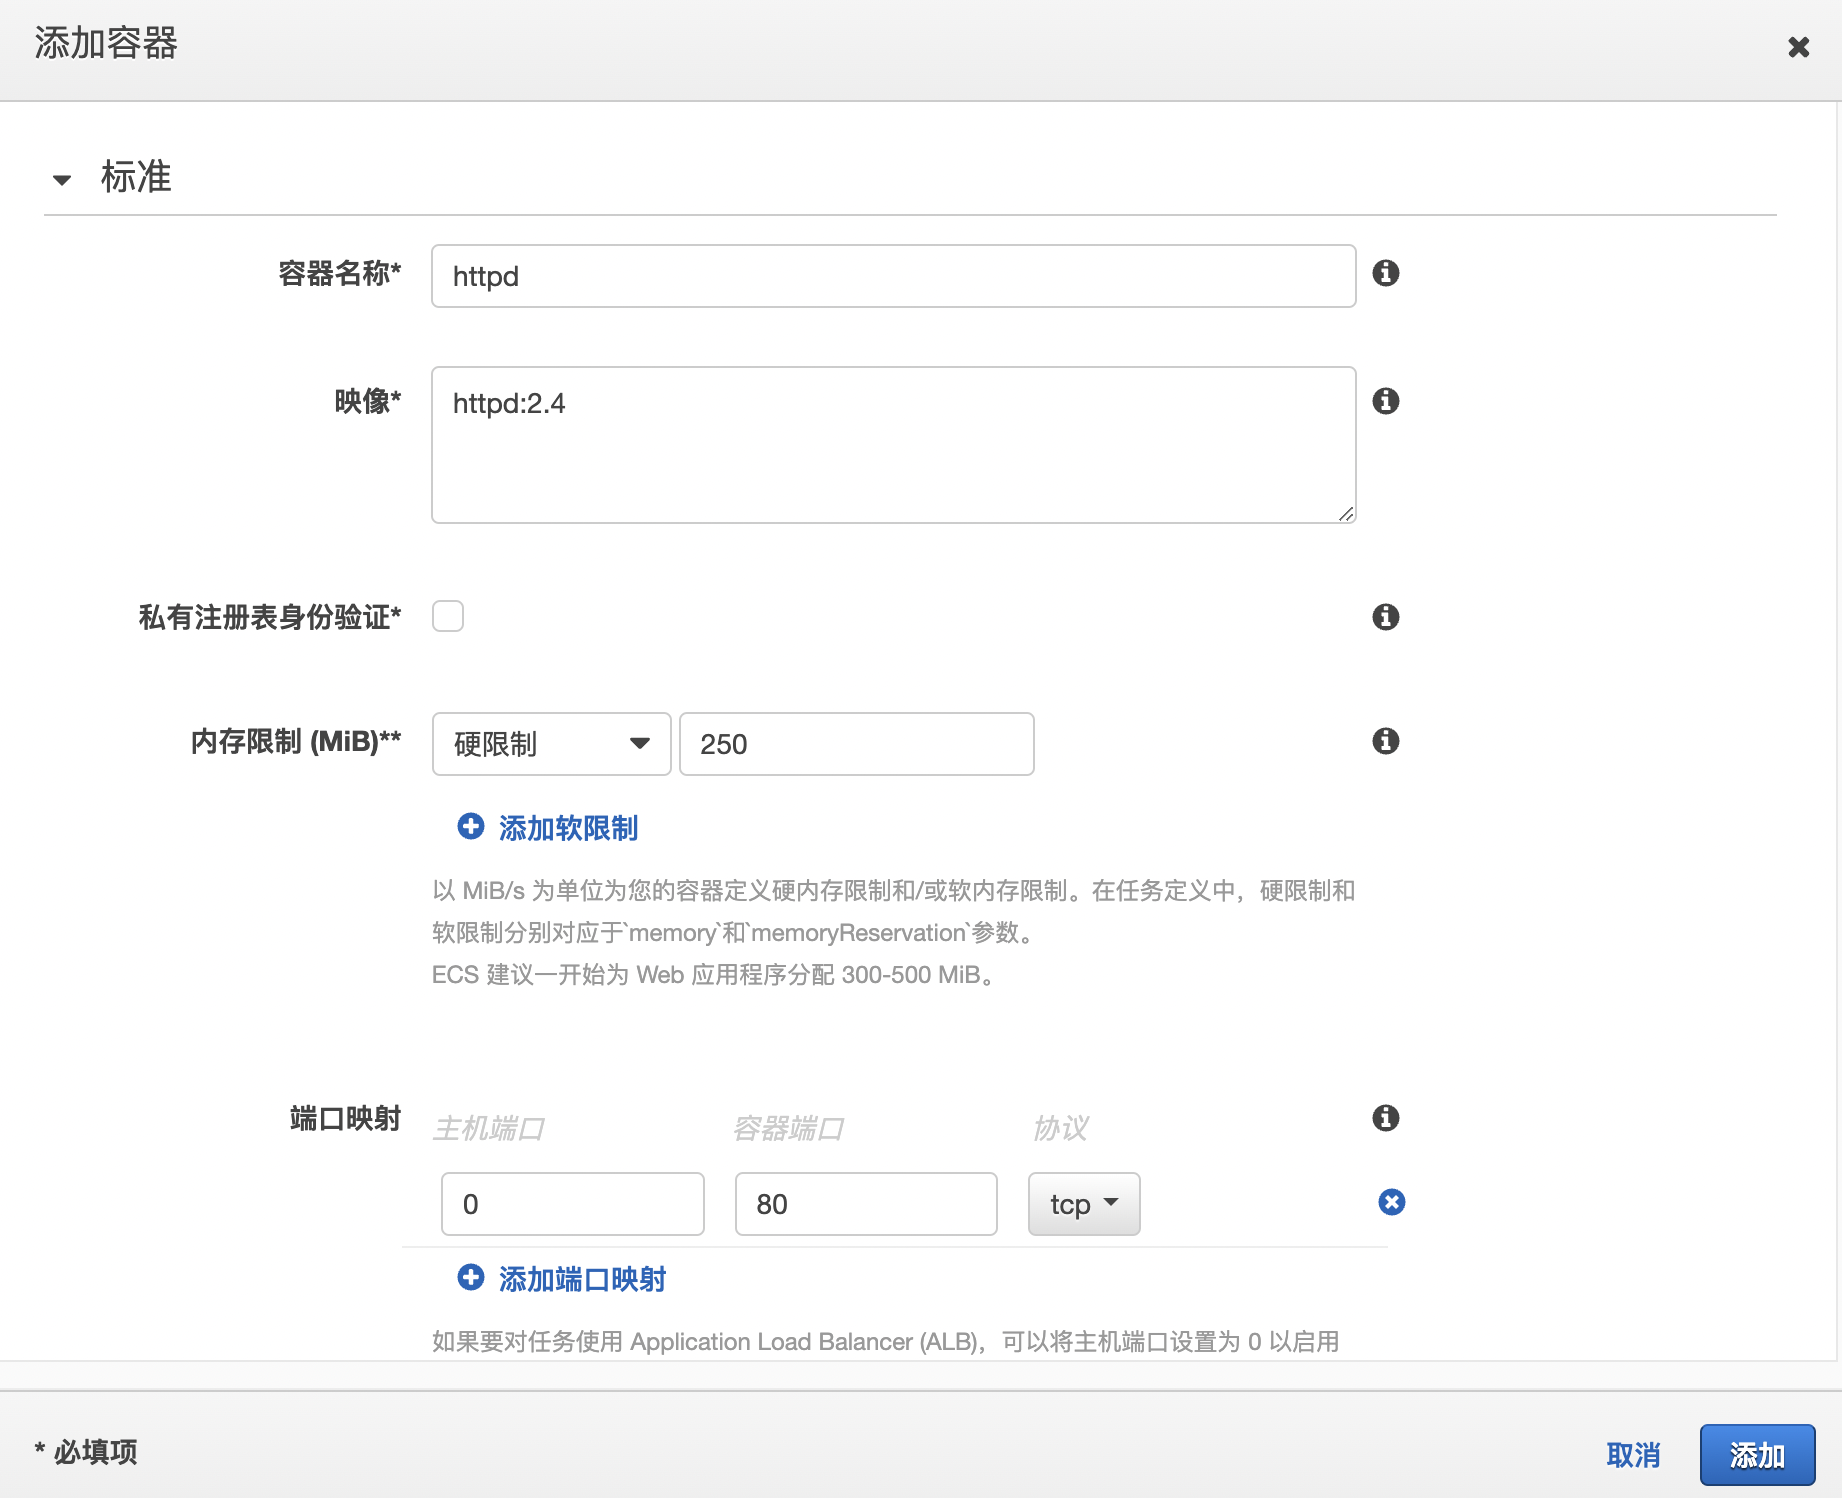 添加容器
标准
容器名称*
httpd
映像*
httpd:2.4
私有注册表身份验证*
内存限制 (MiB)**
硬限制
250
添加软限制
以 MiB/s 为单位为您的容器定义硬内存限制和/或软内存限制。在任务定义中，硬限制和
软限制分别对应于`memory`和`memoryReservation`参数。
ECS 建议一开始为 Web 应用程序分配 300-500 MiB。
端口映射
主机端口 容器端口 协议
0 80 tcp
添加端口映射
如果要对任务使用 Application Load Balancer (ALB)，可以将主机端口设置为 0 以启用
* 必填项
取消 添加